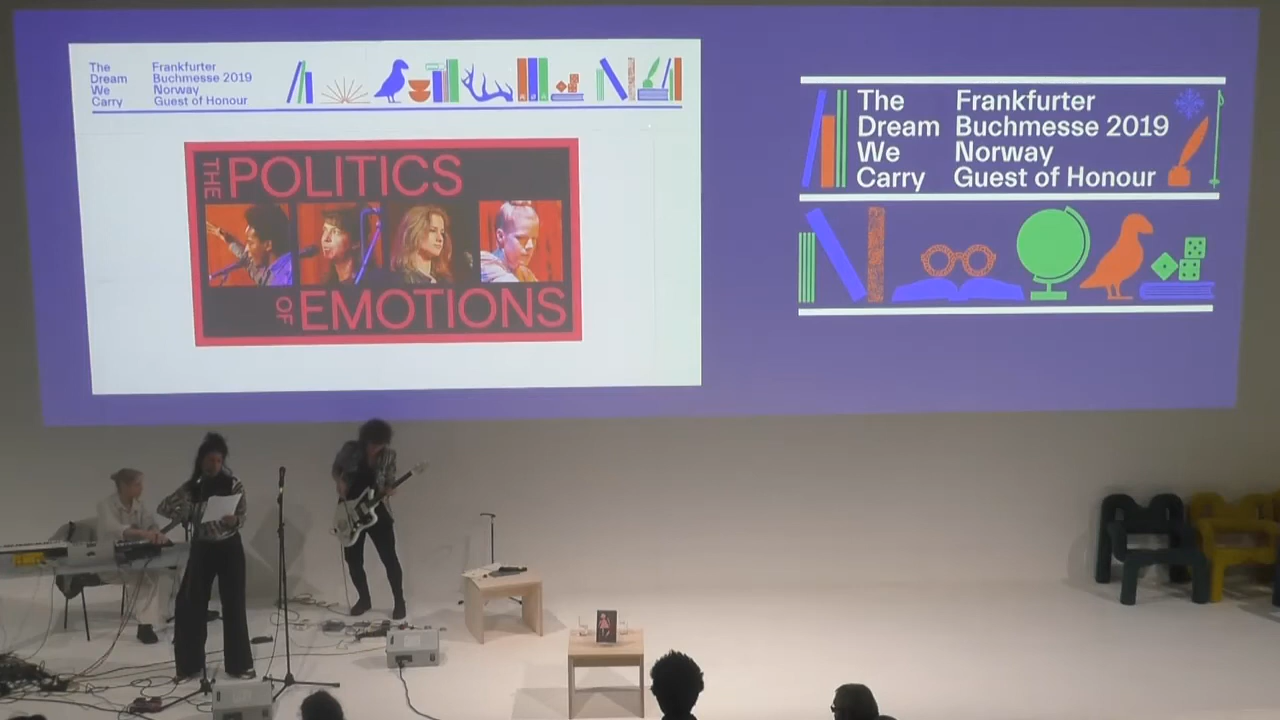 The Frankfurter
Dream Buchmesse 2019
We Norway
Carry Guest of Honour
THE POLITICS
OF EMOTIONS
The Frankfurter
Dream Buchmesse 2019
We Norway
Carry Guest of Honour